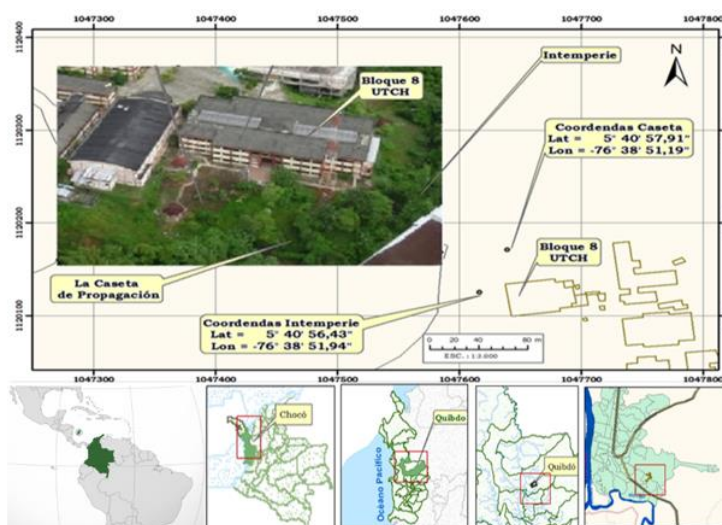 1047300 1047400 1047500 1047600 1047700 1047800
1120400
1120300
1120200
1120100
Bloque 8
UTCH
Intemperie
N
Coordendas Caseta
Lat = 5° 40' 57,91"
Lon = -76° 38' 51,19"
Bloque 8
UTCH
La Caseta
de Propagación
Coordendas Intemperie
Lat = 5° 40' 56,43"
Lon = -76° 38' 51,94"
0 20 40 80 m
1047300 1047400 1047500 1047600 1047700 1047800
Chocó
Océano Pacífico
Quibdo
Quibdó